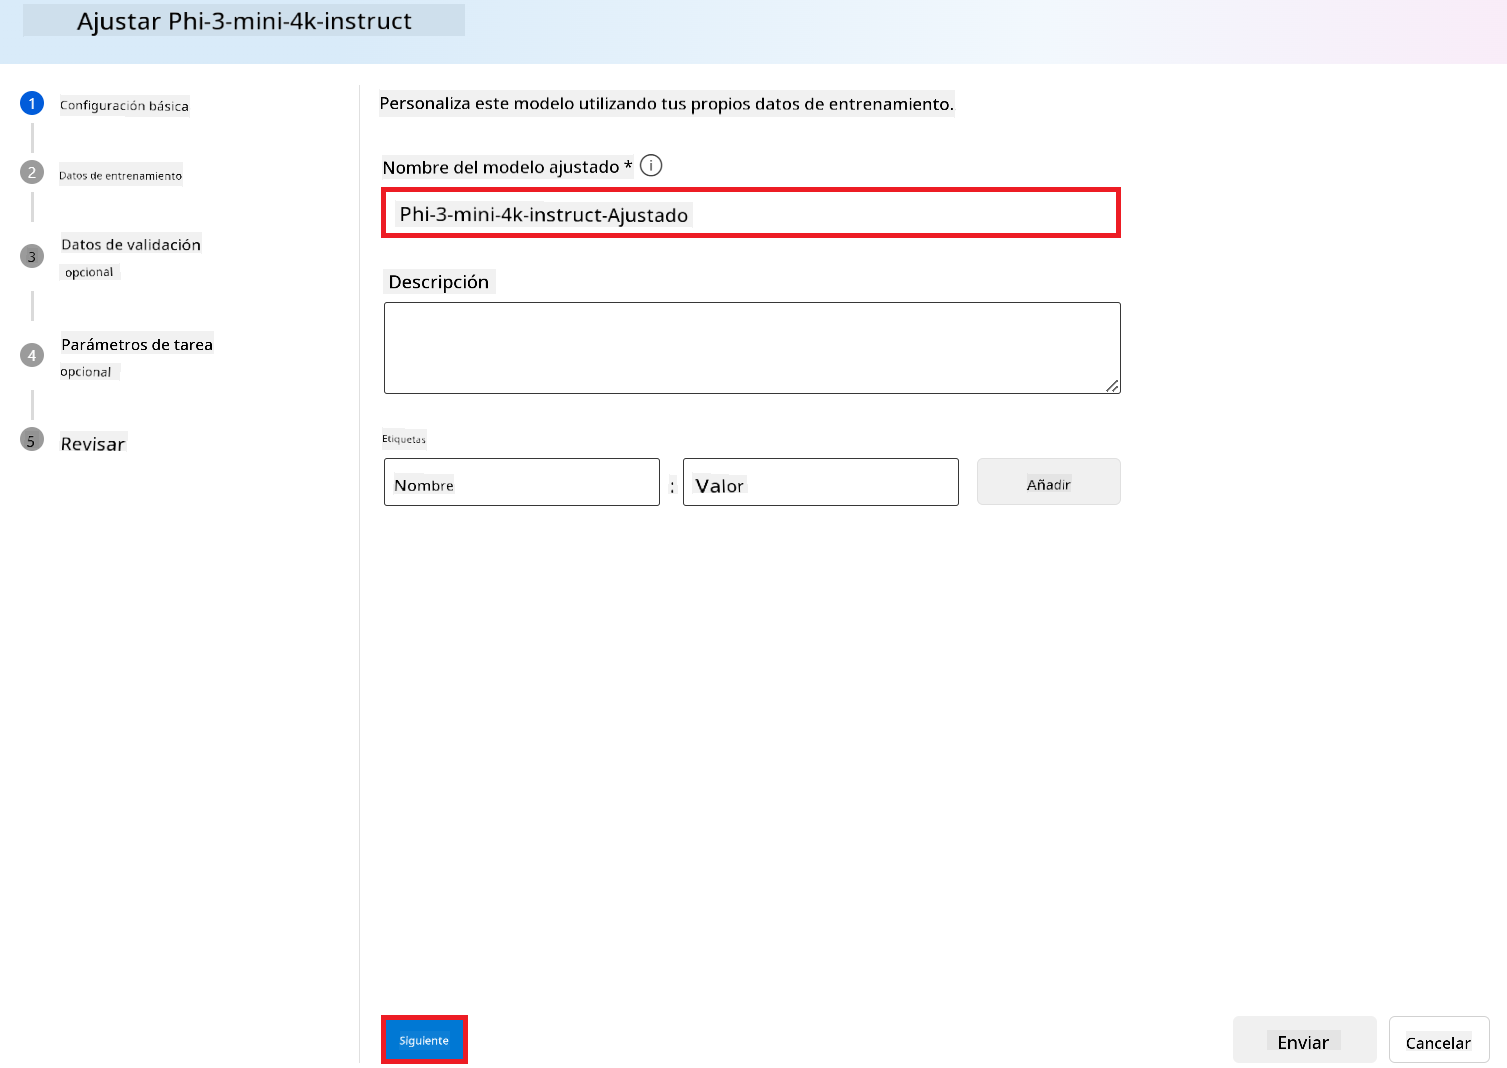 Ajustar Phi-3-mini-4k-instruct
1 Configuración básica
2 Datos de entrenamiento
3 Datos de validación
opcional
4 Parámetros de tarea
opcional
5 Revisar
Personaliza este modelo utilizando tus propios datos de entrenamiento.
Nombre del modelo ajustado *
Phi-3-mini-4k-instruct-Ajustado
Descripción
Etiquetas
Nombre : Valor Añadir
Siguiente Enviar Cancelar